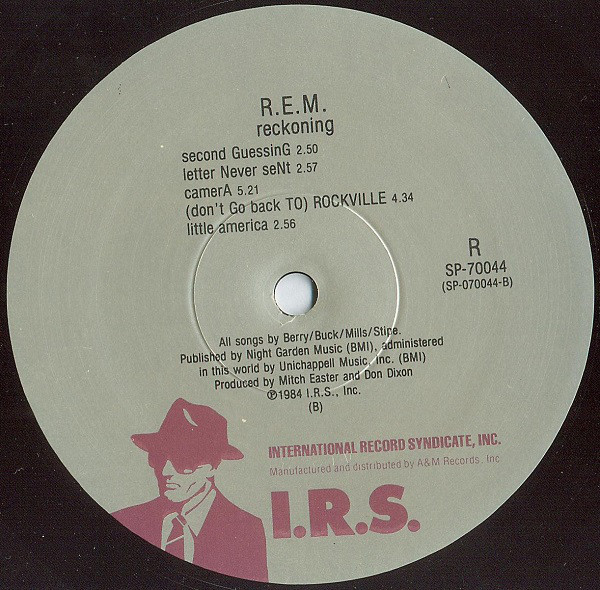 R.E.M.
reckoning
second GuessinG 2.50
letter Never seNt 2.57
camerA 5.21
(don't Go back TO) ROCKVILLE 4.34
little america 2.56
R
SP-70044
(SP-070044-B)
All songs by Berry/Buck/Mills/Stipe.
Published by Night Garden Music (BMI), administered
in this world by Unichappell Music, Inc. (BMI)
Produced by Mitch Easter and Don Dixon
℗1984 I.R.S., Inc.
(B)
INTERNATIONAL RECORD SYNDICATE, INC.
Manufactured and distributed by A&M Records, Inc
I.R.S.